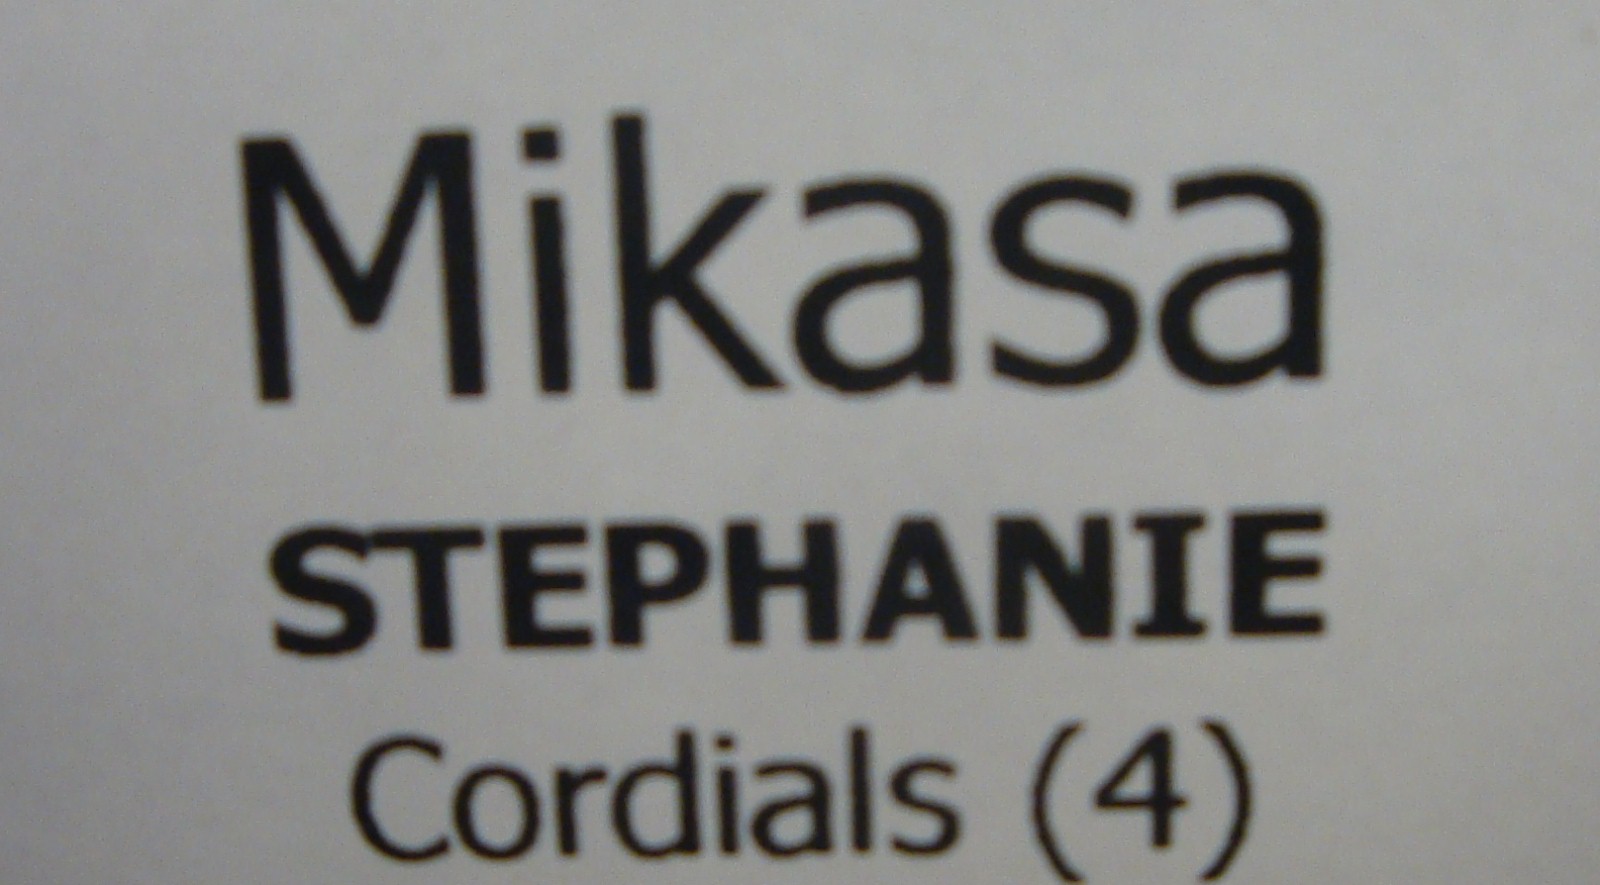 Mikasa
STEPHANIE
Cordials (4)